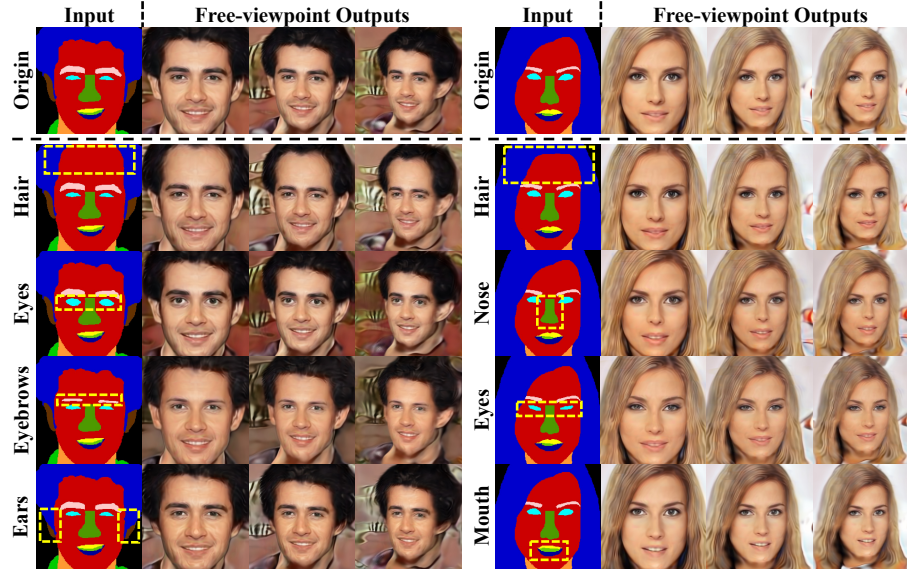 Input Free-viewpoint Outputs Input Free-viewpoint Outputs
Origin Origin
Hair Hair
Eyes Nose
Eyebrows Eyes
Ears Mouth